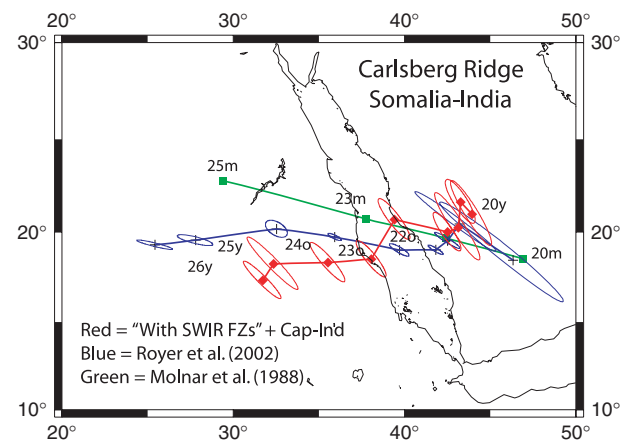 20° 30° 40° 50°
30° 30°
Carlsberg Ridge
Somalia-India
25m
23m
20y
20° 20°
25y 24o 22o
26y 23o 20m
Red = "With SWIR FZs" + Cap-Ind
Blue = Royer et al. (2002)
Green = Molnar et al. (1988)
10° 10°
20° 30° 40° 50°